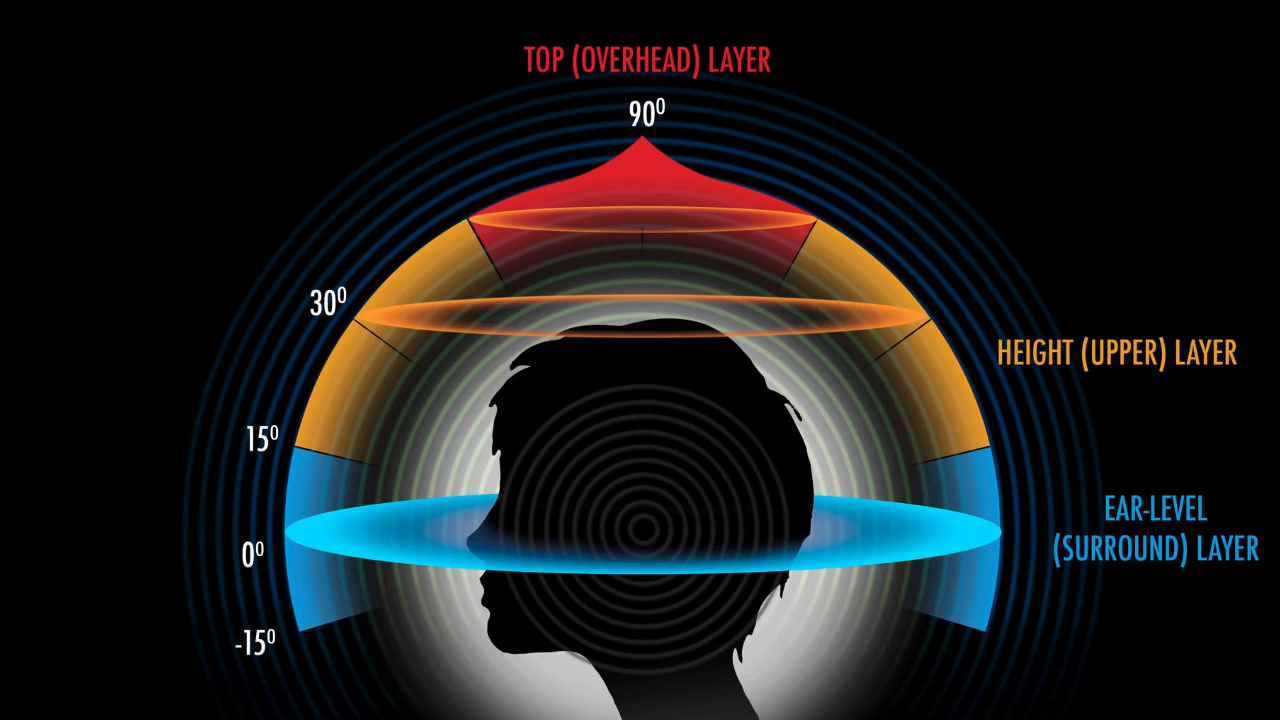 TOP (OVERHEAD) LAYER
90⁰
30⁰
HEIGHT (UPPER) LAYER
15⁰
EAR-LEVEL
(SURROUND) LAYER
0⁰
-15⁰